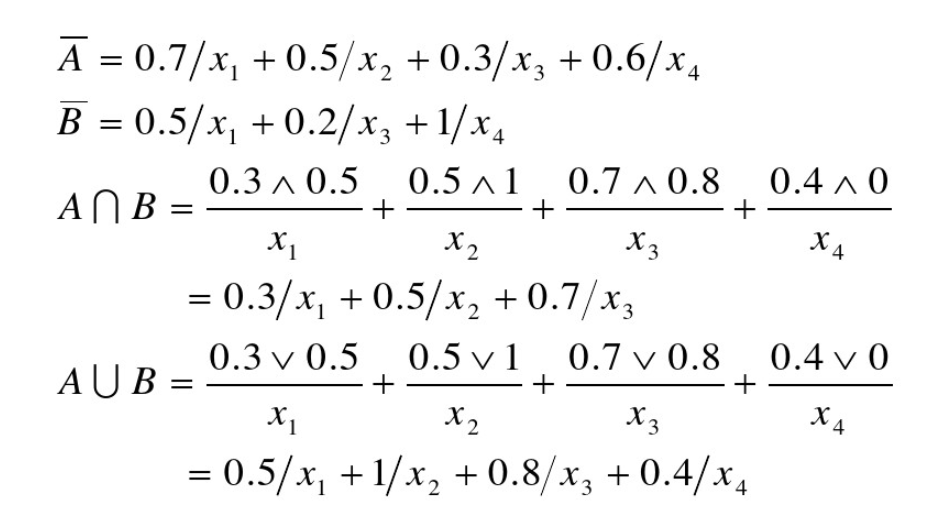 A̅ = 0.7/x₁ + 0.5/x₂ + 0.3/x₃ + 0.6/x₄
B̅ = 0.5/x₁ + 0.2/x₃ + 1/x₄
A ⋂ B = (0.3 ∧ 0.5)/x₁ + (0.5 ∧ 1)/x₂ + (0.7 ∧ 0.8)/x₃ + (0.4 ∧ 0)/x₄
= 0.3/x₁ + 0.5/x₂ + 0.7/x₃
A ⋃ B = (0.3 ∨ 0.5)/x₁ + (0.5 ∨ 1)/x₂ + (0.7 ∨ 0.8)/x₃ + (0.4 ∨ 0)/x₄
= 0.5/x₁ + 1/x₂ + 0.8/x₃ + 0.4/x₄